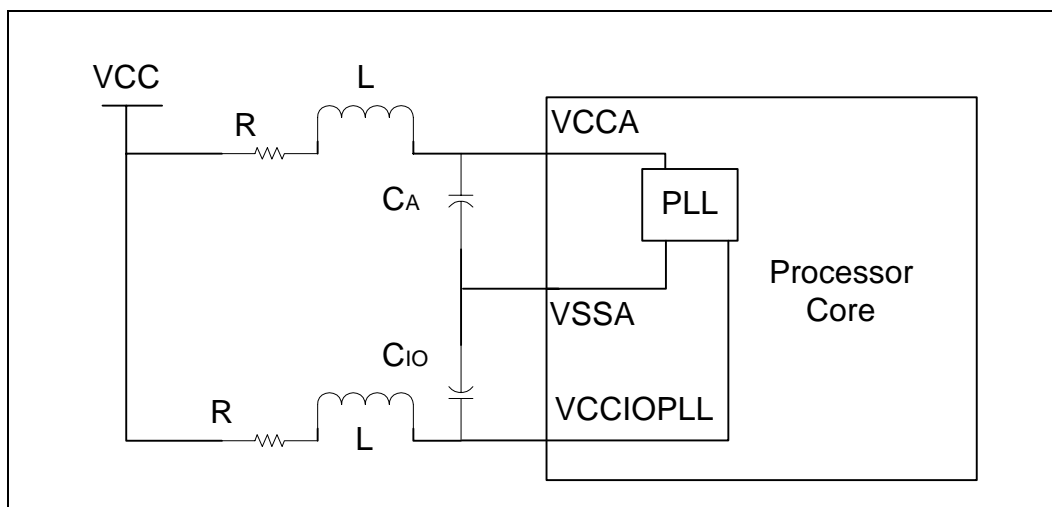 VCC
L
R
VCCA
CA
PLL
Processor
Core
VSSA
CIO
VCCIOPLL
R
L